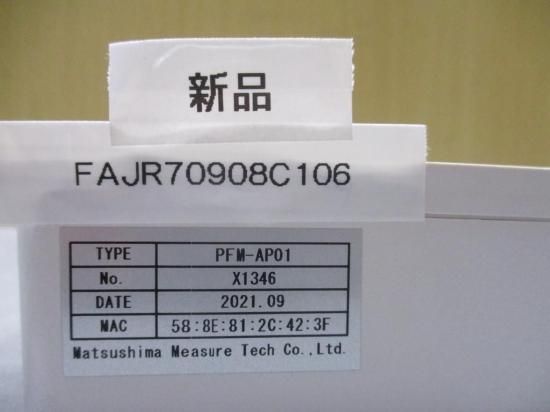 新品
FAJR70908C106
TYPE PFM-AP01
No. X1346
DATE 2021.09
MAC 58:8E:81:2C:42:3F
Matsushima Measure Tech Co.,Ltd.